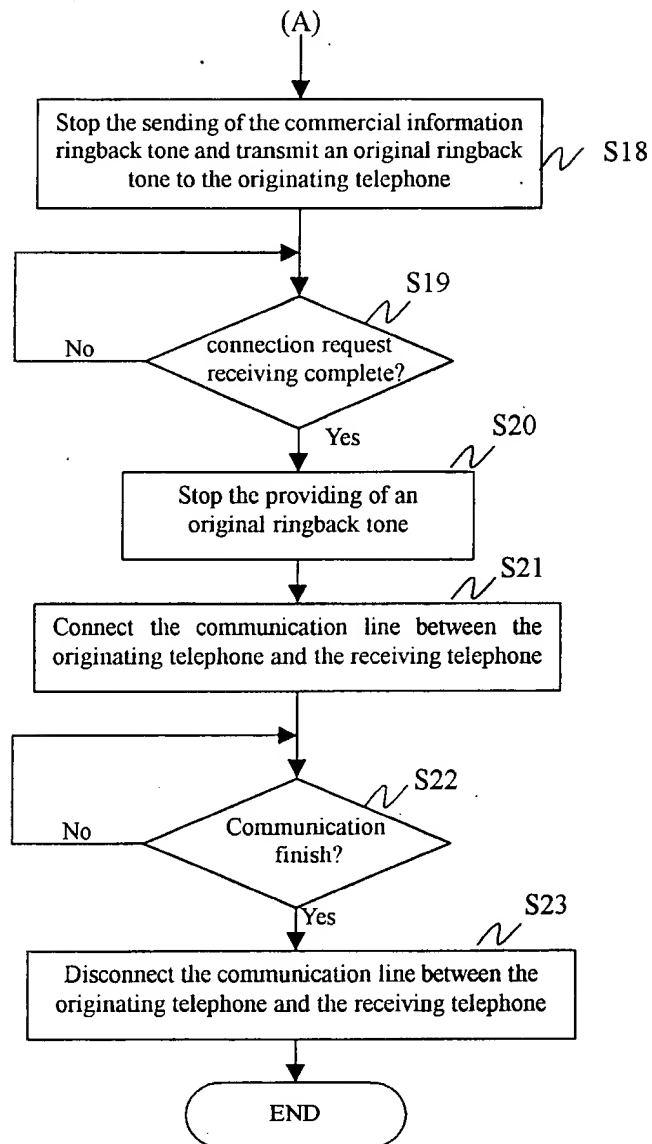 (A)
Stop the sending of the commercial information
ringback tone and transmit an original ringback
tone to the originating telephone
S18
S19
connection request
receiving complete?
No
Yes
S20
Stop the providing of an
original ringback tone
S21
Connect the communication line between the
originating telephone and the receiving telephone
S22
Communication
finish?
No
Yes
S23
Disconnect the communication line between the
originating telephone and the receiving telephone
END